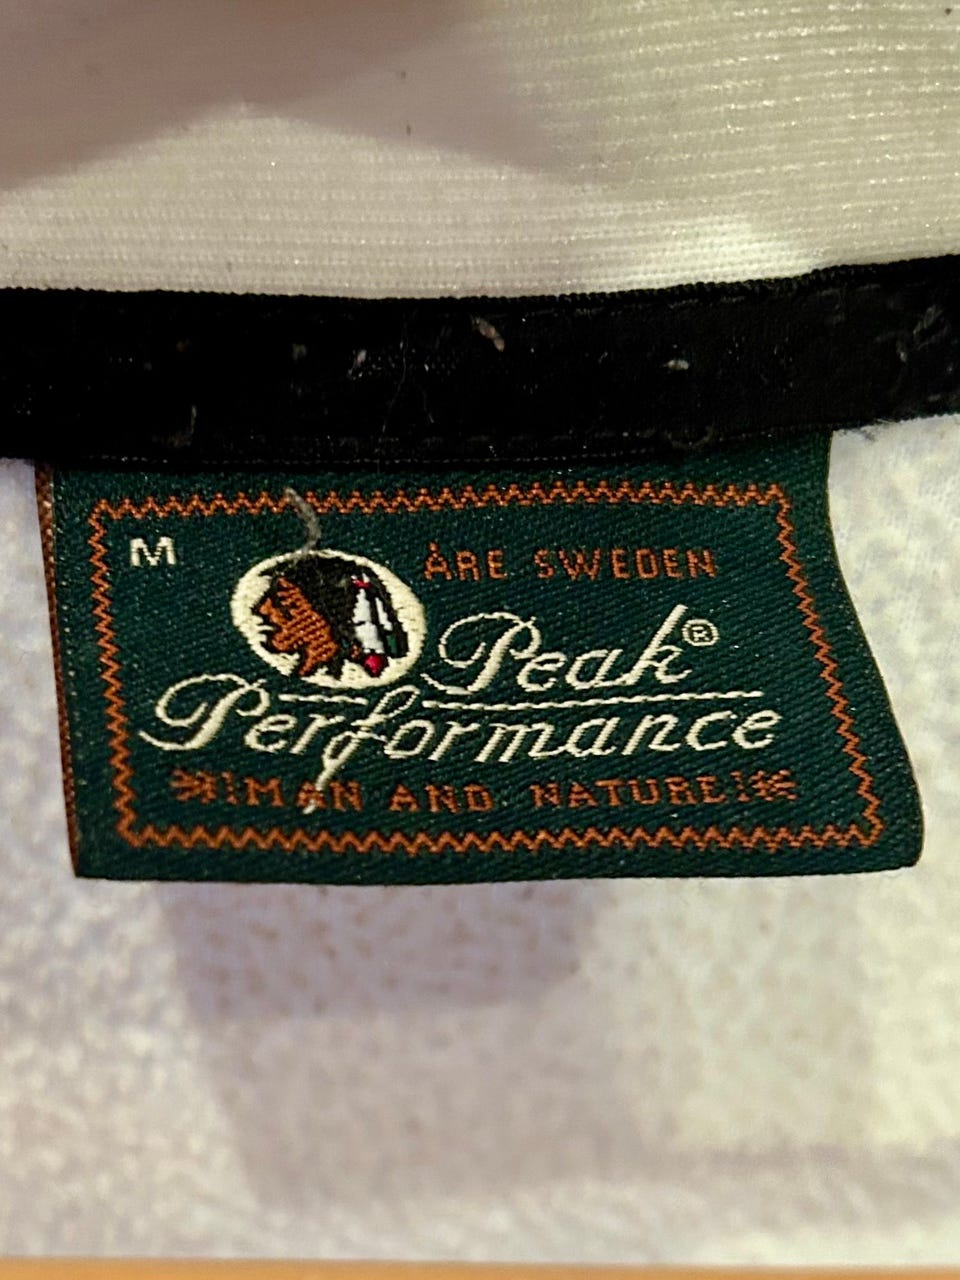 M
ÅRE SWEDEN
Peak®
Performance
MAN AND NATURE